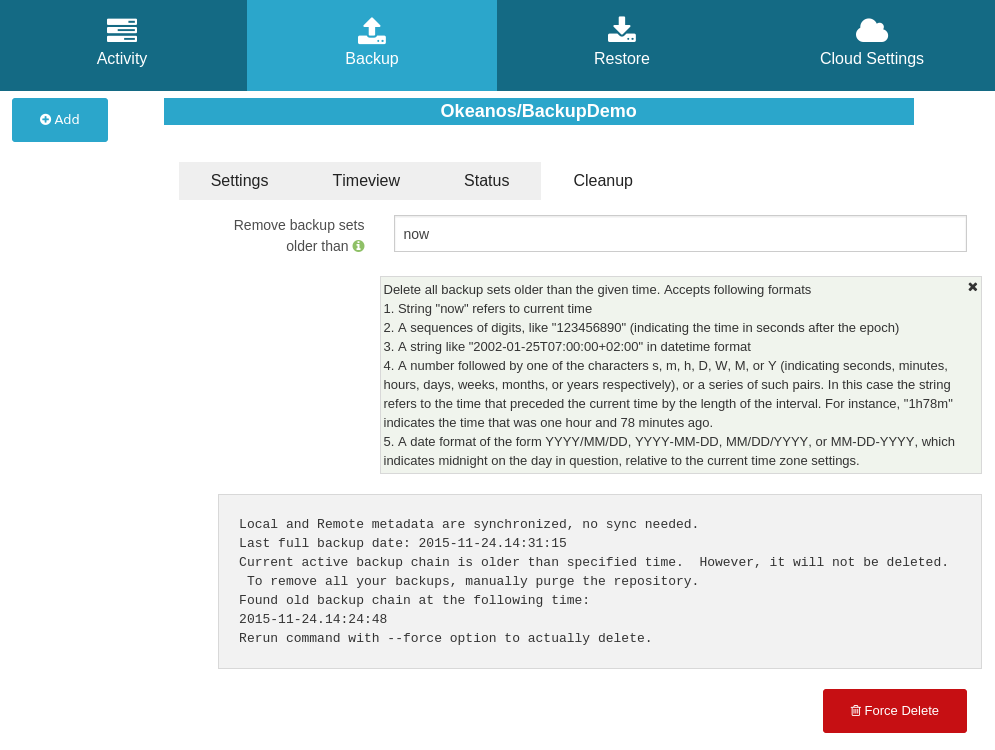 Activity
Backup
Restore
Cloud Settings
Add
Okeanos/BackupDemo
Settings
Timeview
Status
Cleanup
Remove backup sets
older than
now
Delete all backup sets older than the given time. Accepts following formats
1. String "now" refers to current time
2. A sequences of digits, like "123456890" (indicating the time in seconds after the epoch)
3. A string like "2002-01-25T07:00:00+02:00" in datetime format
4. A number followed by one of the characters s, m, h, D, W, M, or Y (indicating seconds, minutes,
hours, days, weeks, months, or years respectively), or a series of such pairs. In this case the string
refers to the time that preceded the current time by the length of the interval. For instance, "1h78m"
indicates the time that was one hour and 78 minutes ago.
5. A date format of the form YYYY/MM/DD, YYYY-MM-DD, MM/DD/YYYY, or MM-DD-YYYY, which
indicates midnight on the day in question, relative to the current time zone settings.
Local and Remote metadata are synchronized, no sync needed.
Last full backup date: 2015-11-24.14:31:15
Current active backup chain is older than specified time.  However, it will not be deleted.
 To remove all your backups, manually purge the repository.
Found old backup chain at the following time:
2015-11-24.14:24:48
Rerun command with --force option to actually delete.
Force Delete